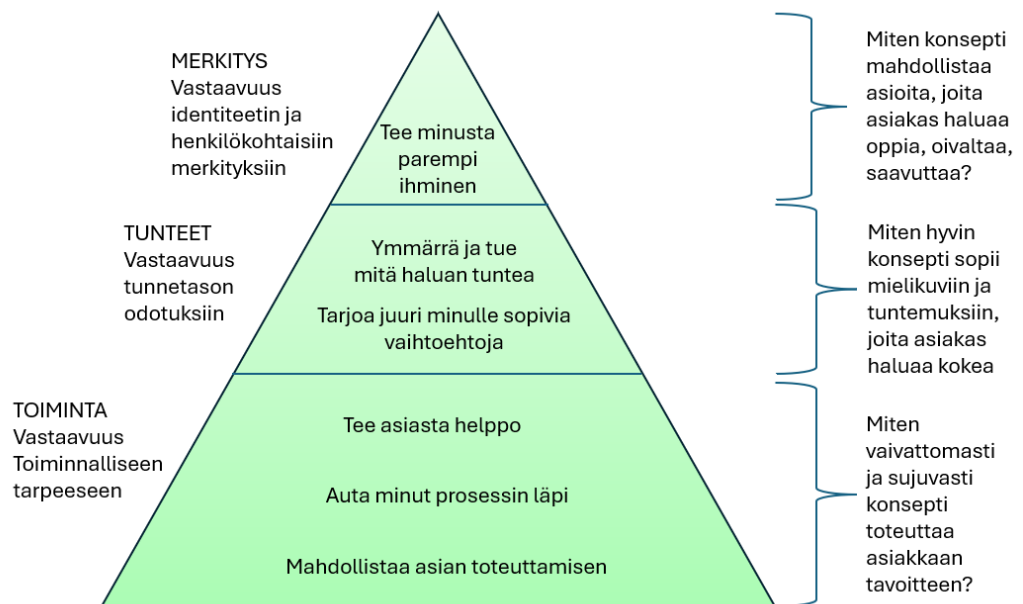 MERKITYS
Vastaavuus
identiteetin ja
henkilökohtaisiin
merkityksiin
Tee minusta
parempi
ihminen
Miten konsepti
mahdollistaa
asioita, joita
asiakas haluaa
oppia, oivaltaa,
saavuttaa?
TUNTEET
Vastaavuus
tunnetason
odotuksiin
Ymmärrä ja tue
mitä haluan tuntea
Tarjoa juuri minulle sopivia
vaihtoehtoja
Miten hyvin
konsepti sopii
mielikuviin ja
tuntemuksiin,
joita asiakas
haluaa kokea
TOIMINTA
Vastaavuus
Toiminnalliseen
tarpeeseen
Tee asiasta helppo
Auta minut prosessin läpi
Mahdollistaa asian toteuttamisen
Miten
vaivattomasti
ja sujuvasti
konsepti
toteuttaa
asiakkaan
tavoitteen?